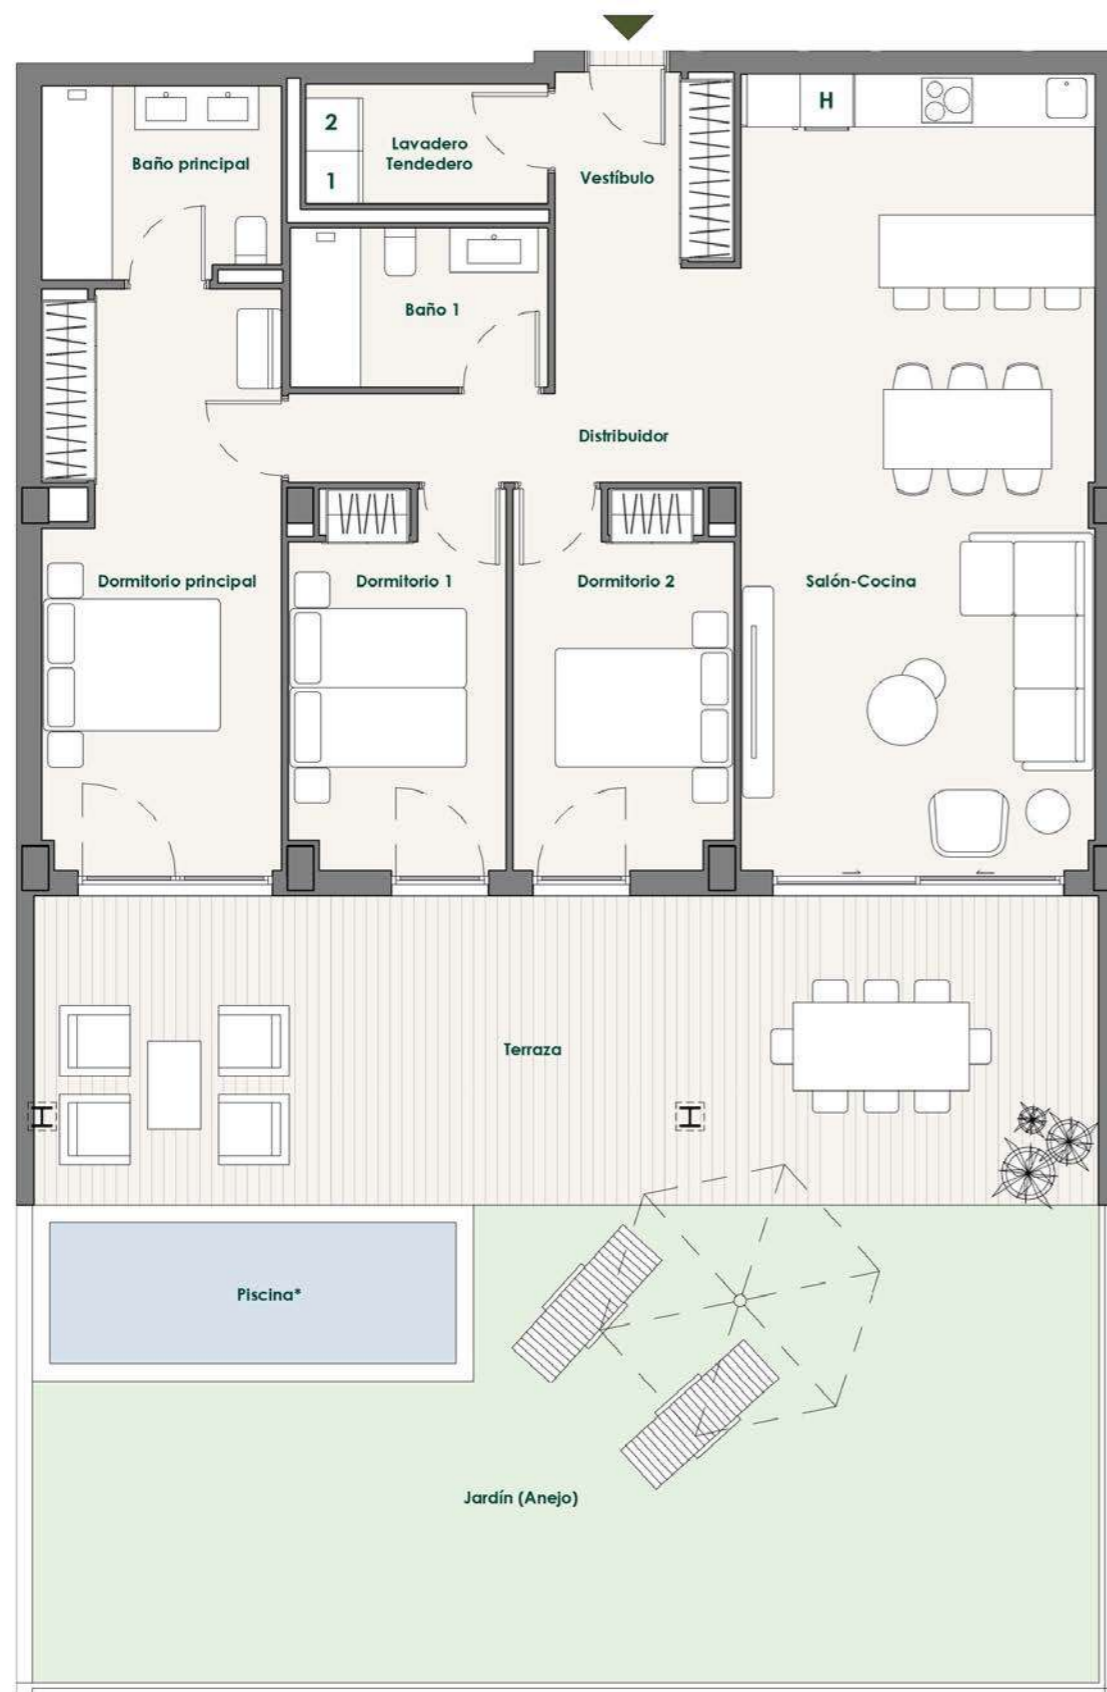 H
2
Lavadero
Tendedero
Baño principal
1
Vestíbulo
Baño 1
Distribuidor
Dormitorio principal
Dormitorio 1
Dormitorio 2
Salón-Cocina
Terraza
Piscina*
Jardín (Anejo)